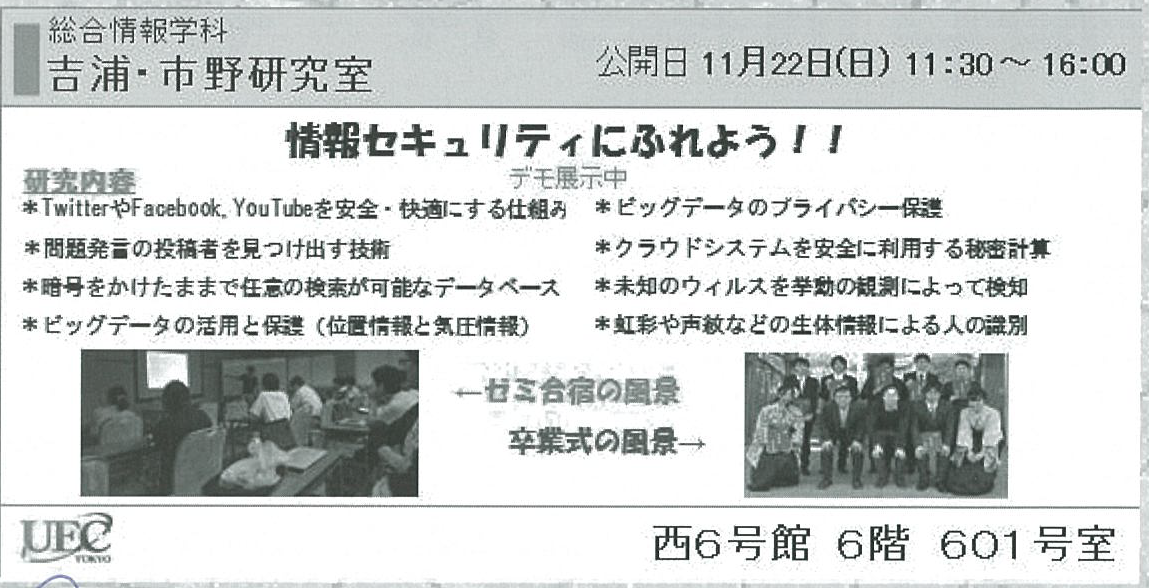 総合情報学科
吉浦・市野研究室
公開日 11月22日(日) 11:30～16:00
情報セキュリティにふれよう！！
デモ展示中
研究内容
＊TwitterやFacebook, YouTubeを安全・快適にする仕組み
＊問題発言の投稿者を見つけ出す技術
＊暗号をかけたままで任意の検索が可能なデータベース
＊ビッグデータの活用と保護（位置情報と気圧情報）
＊ビッグデータのプライバシー保護
＊クラウドシステムを安全に利用する秘密計算
＊未知のウィルスを挙動の観測によって検知
＊虹彩や声紋などの生体情報による人の識別
←ゼミ合宿の風景
卒業式の風景→
UEC
TOKYO
西6号館 6階 601号室